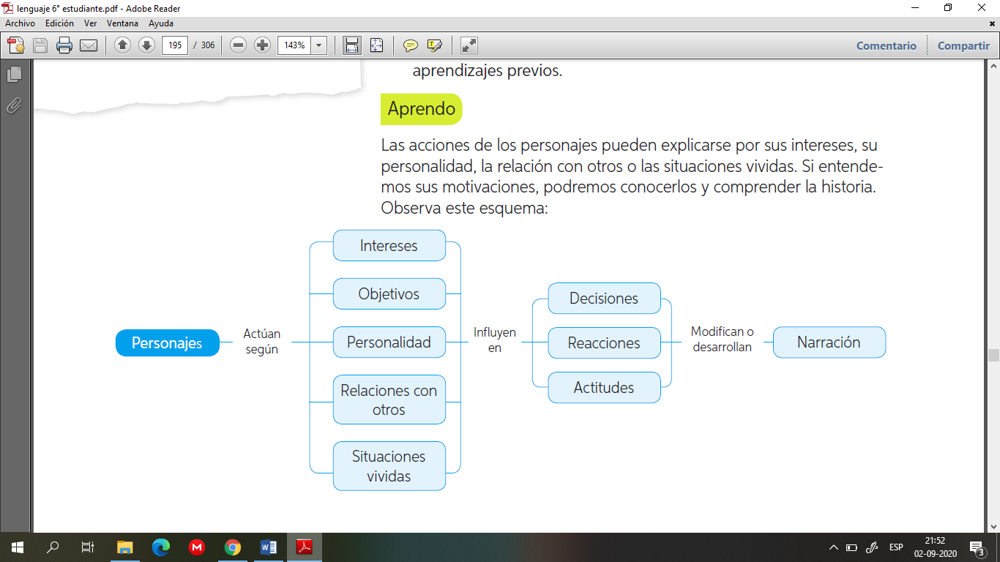 lenguaje 6° estudiante.pdf - Adobe Reader
Archivo Edición Ver Ventana Ayuda
195 / 306 143% Comentario Compartir
aprendizajes previos.
Aprendo
Las acciones de los personajes pueden explicarse por sus intereses, su
personalidad, la relación con otros o las situaciones vividas. Si entende-
mos sus motivaciones, podremos conocerlos y comprender la historia.
Observa este esquema:
Personajes
Actúan
según
Intereses
Objetivos
Personalidad
Relaciones con
otros
Situaciones
vividas
Influyen
en
Decisiones
Reacciones
Actitudes
Modifican o
desarrollan
Narración
ESP
21:52
02-09-2020
3